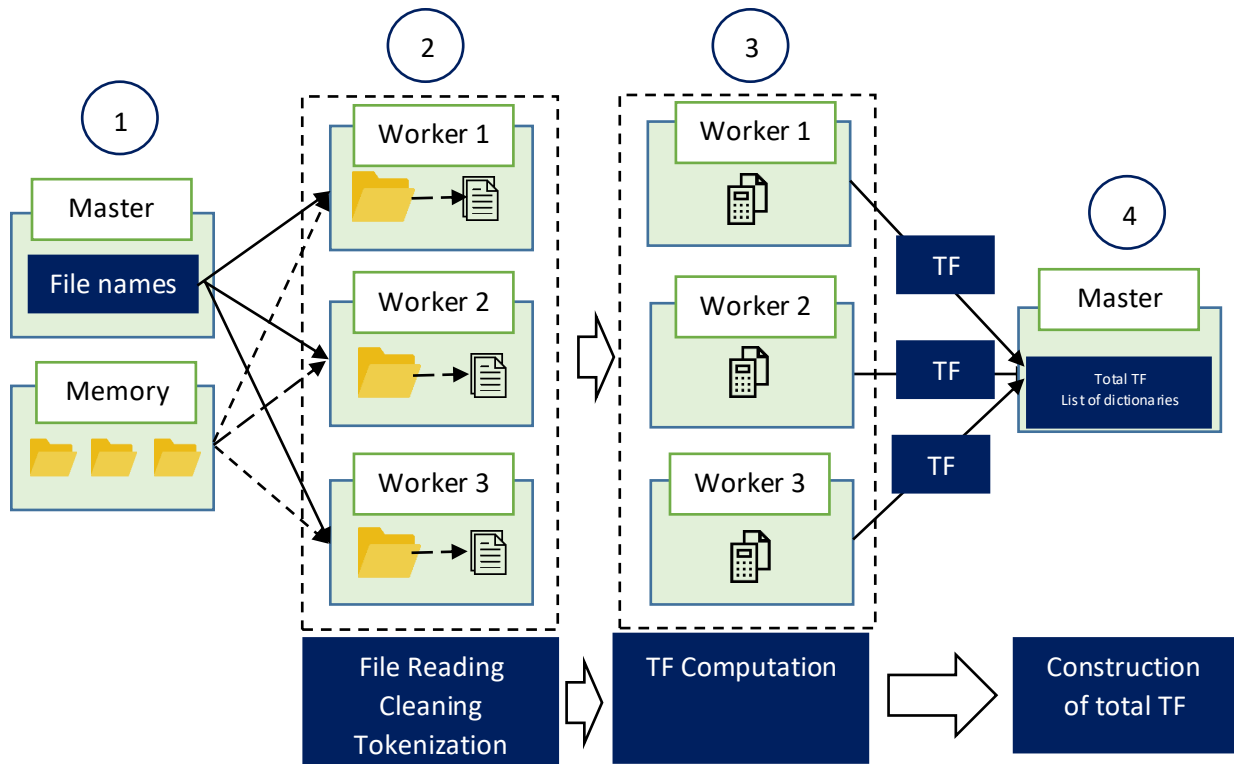 1
Master
File names
Memory
2
Worker 1
Worker 2
Worker 3
File Reading
Cleaning
Tokenization
3
Worker 1
Worker 2
Worker 3
TF Computation
TF
TF
TF
4
Master
Total TF
List of dictionaries
Construction
of total TF